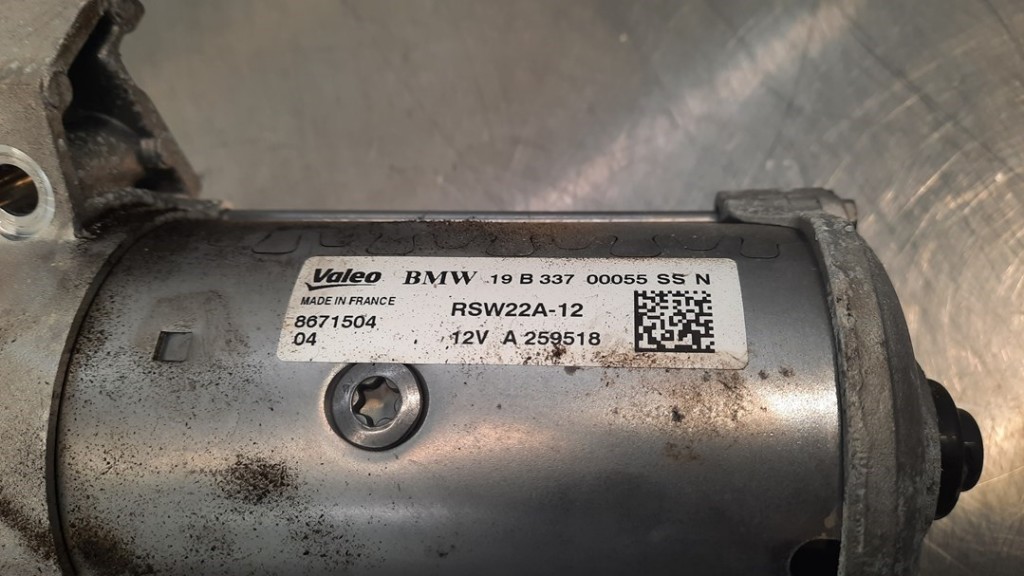 Valeo BMW 19 B 337 00055 SS N
MADE IN FRANCE
RSW22A-12
8671504
04
12V A 259518